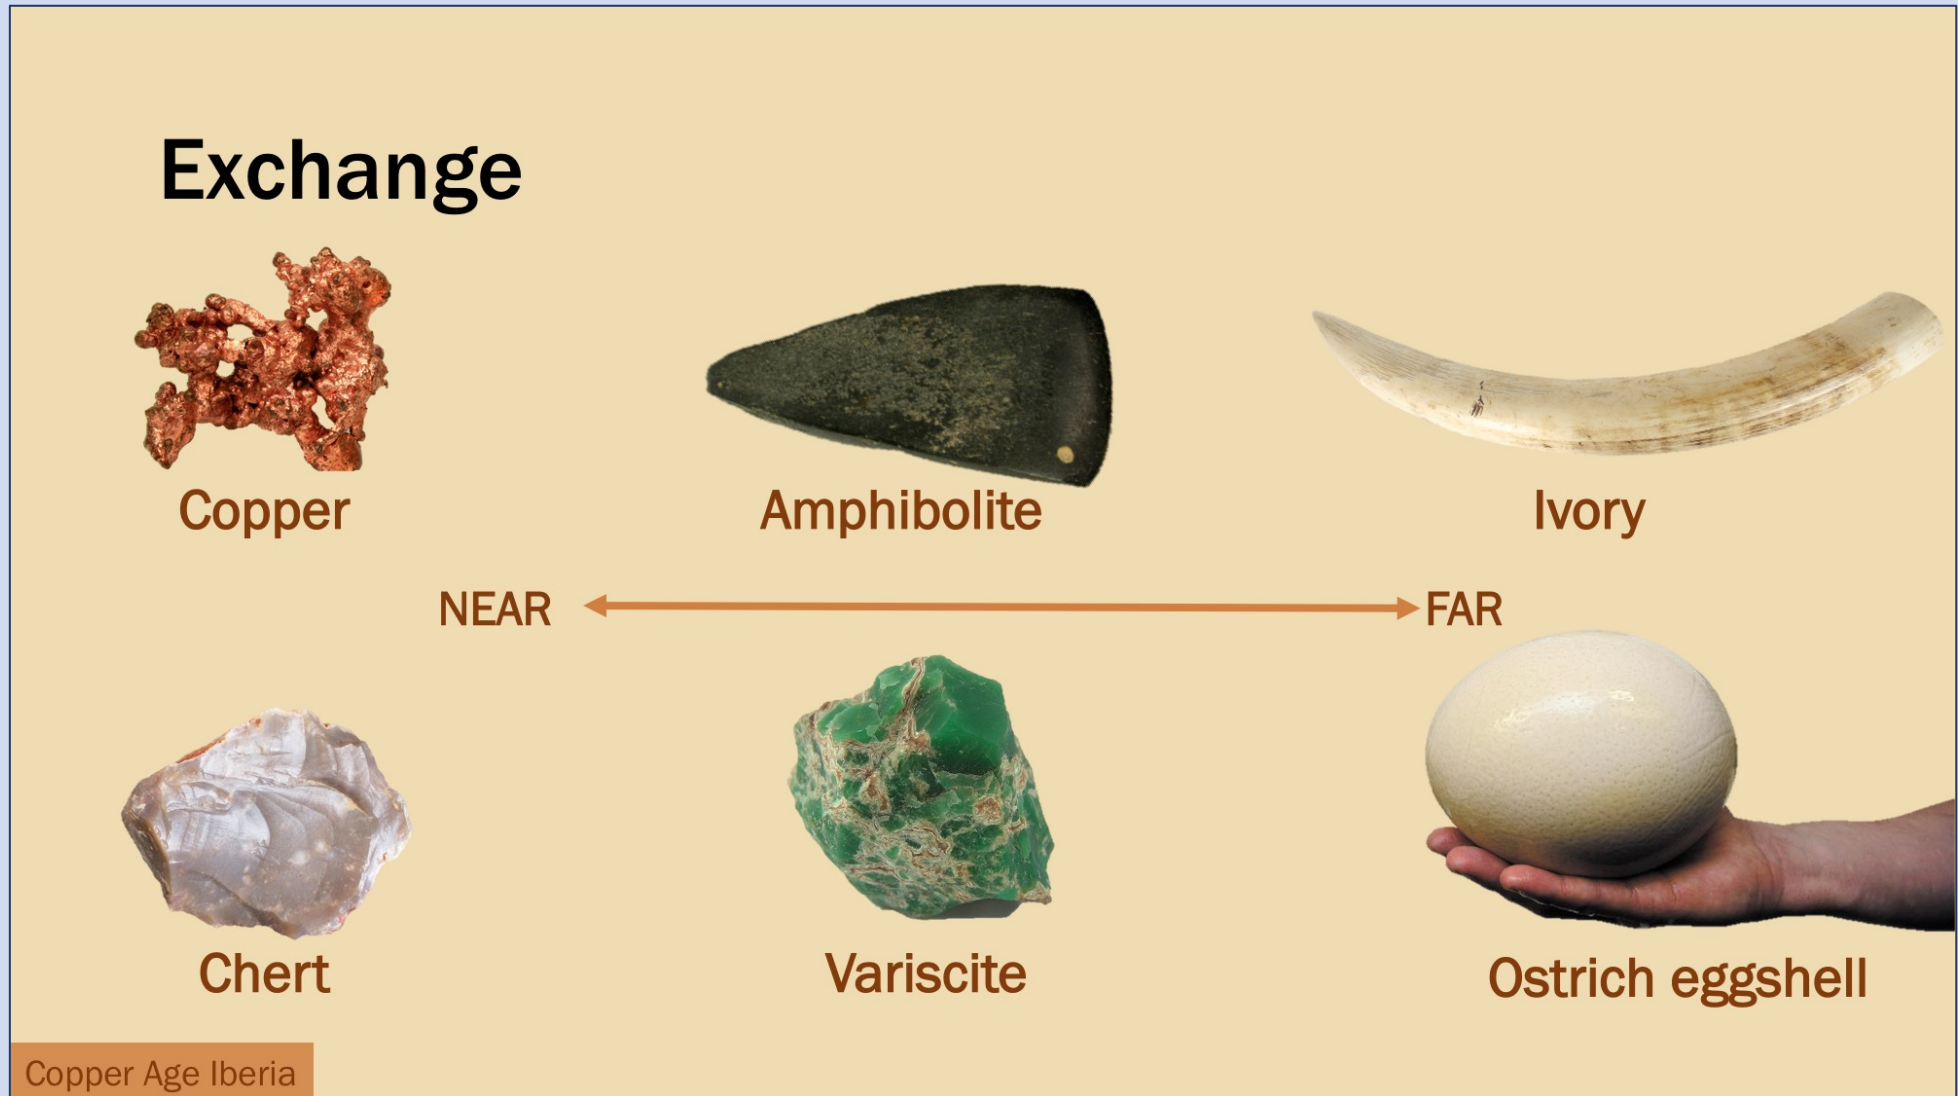 Exchange
Copper
Amphibolite
Ivory
NEAR
FAR
Chert
Variscite
Ostrich eggshell
Copper Age Iberia